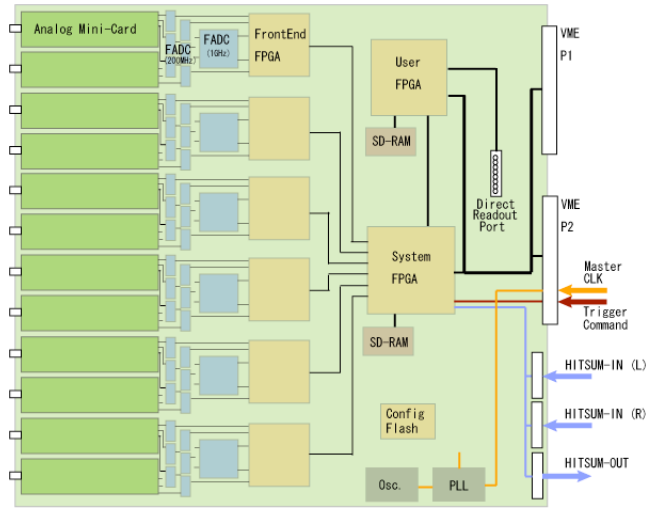 Analog Mini-Card
FADC
(200MHz)
FADC
(1GHz)
FrontEnd
FPGA
User
FPGA
SD-RAM
VME
P1
Direct
Readout
Port
VME
P2
System
FPGA
SD-RAM
Master
CLK
Trigger
Command
HITSUM-IN (L)
HITSUM-IN (R)
HITSUM-OUT
Config
Flash
Osc.
PLL